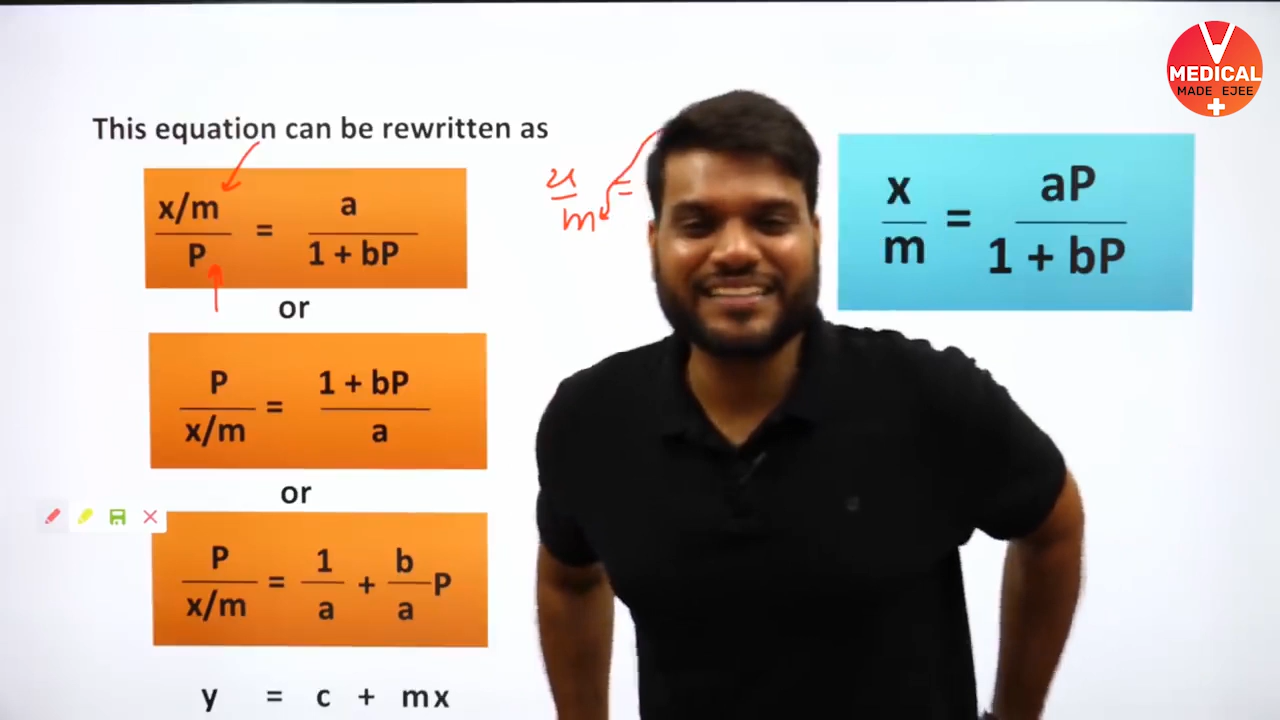 MEDICAL
MADE EJEE
This equation can be rewritten as
x/m
P
=
a
1 + bP
or
P
x/m
=
1 + bP
a
or
P
x/m
=
1
a
+
b
a
P
y = c + mx
x
m
=
x
m
=
aP
1 + bP